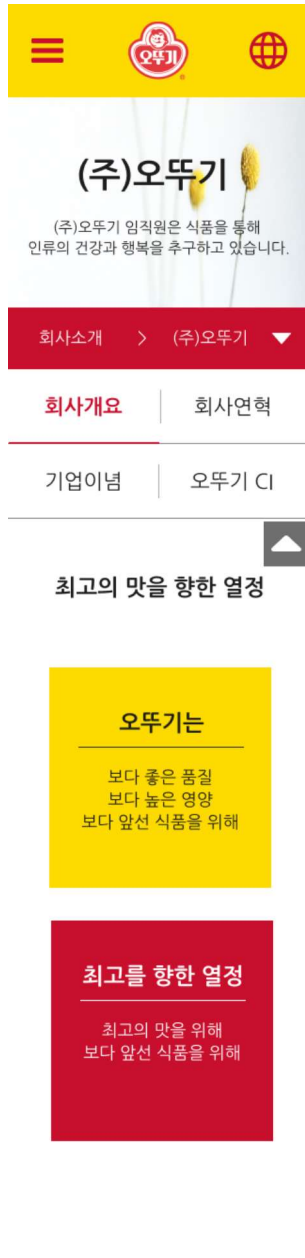 오뚜기
(주)오뚜기
(주)오뚜기 임직원은 식품을 통해
인류의 건강과 행복을 추구하고 있습니다.
회사소개 > (주)오뚜기
회사개요 회사연혁
기업이념 오뚜기 CI
최고의 맛을 향한 열정
오뚜기는
보다 좋은 품질
보다 높은 영양
보다 앞선 식품을 위해
최고를 향한 열정
최고의 맛을 위해
보다 앞선 식품을 위해